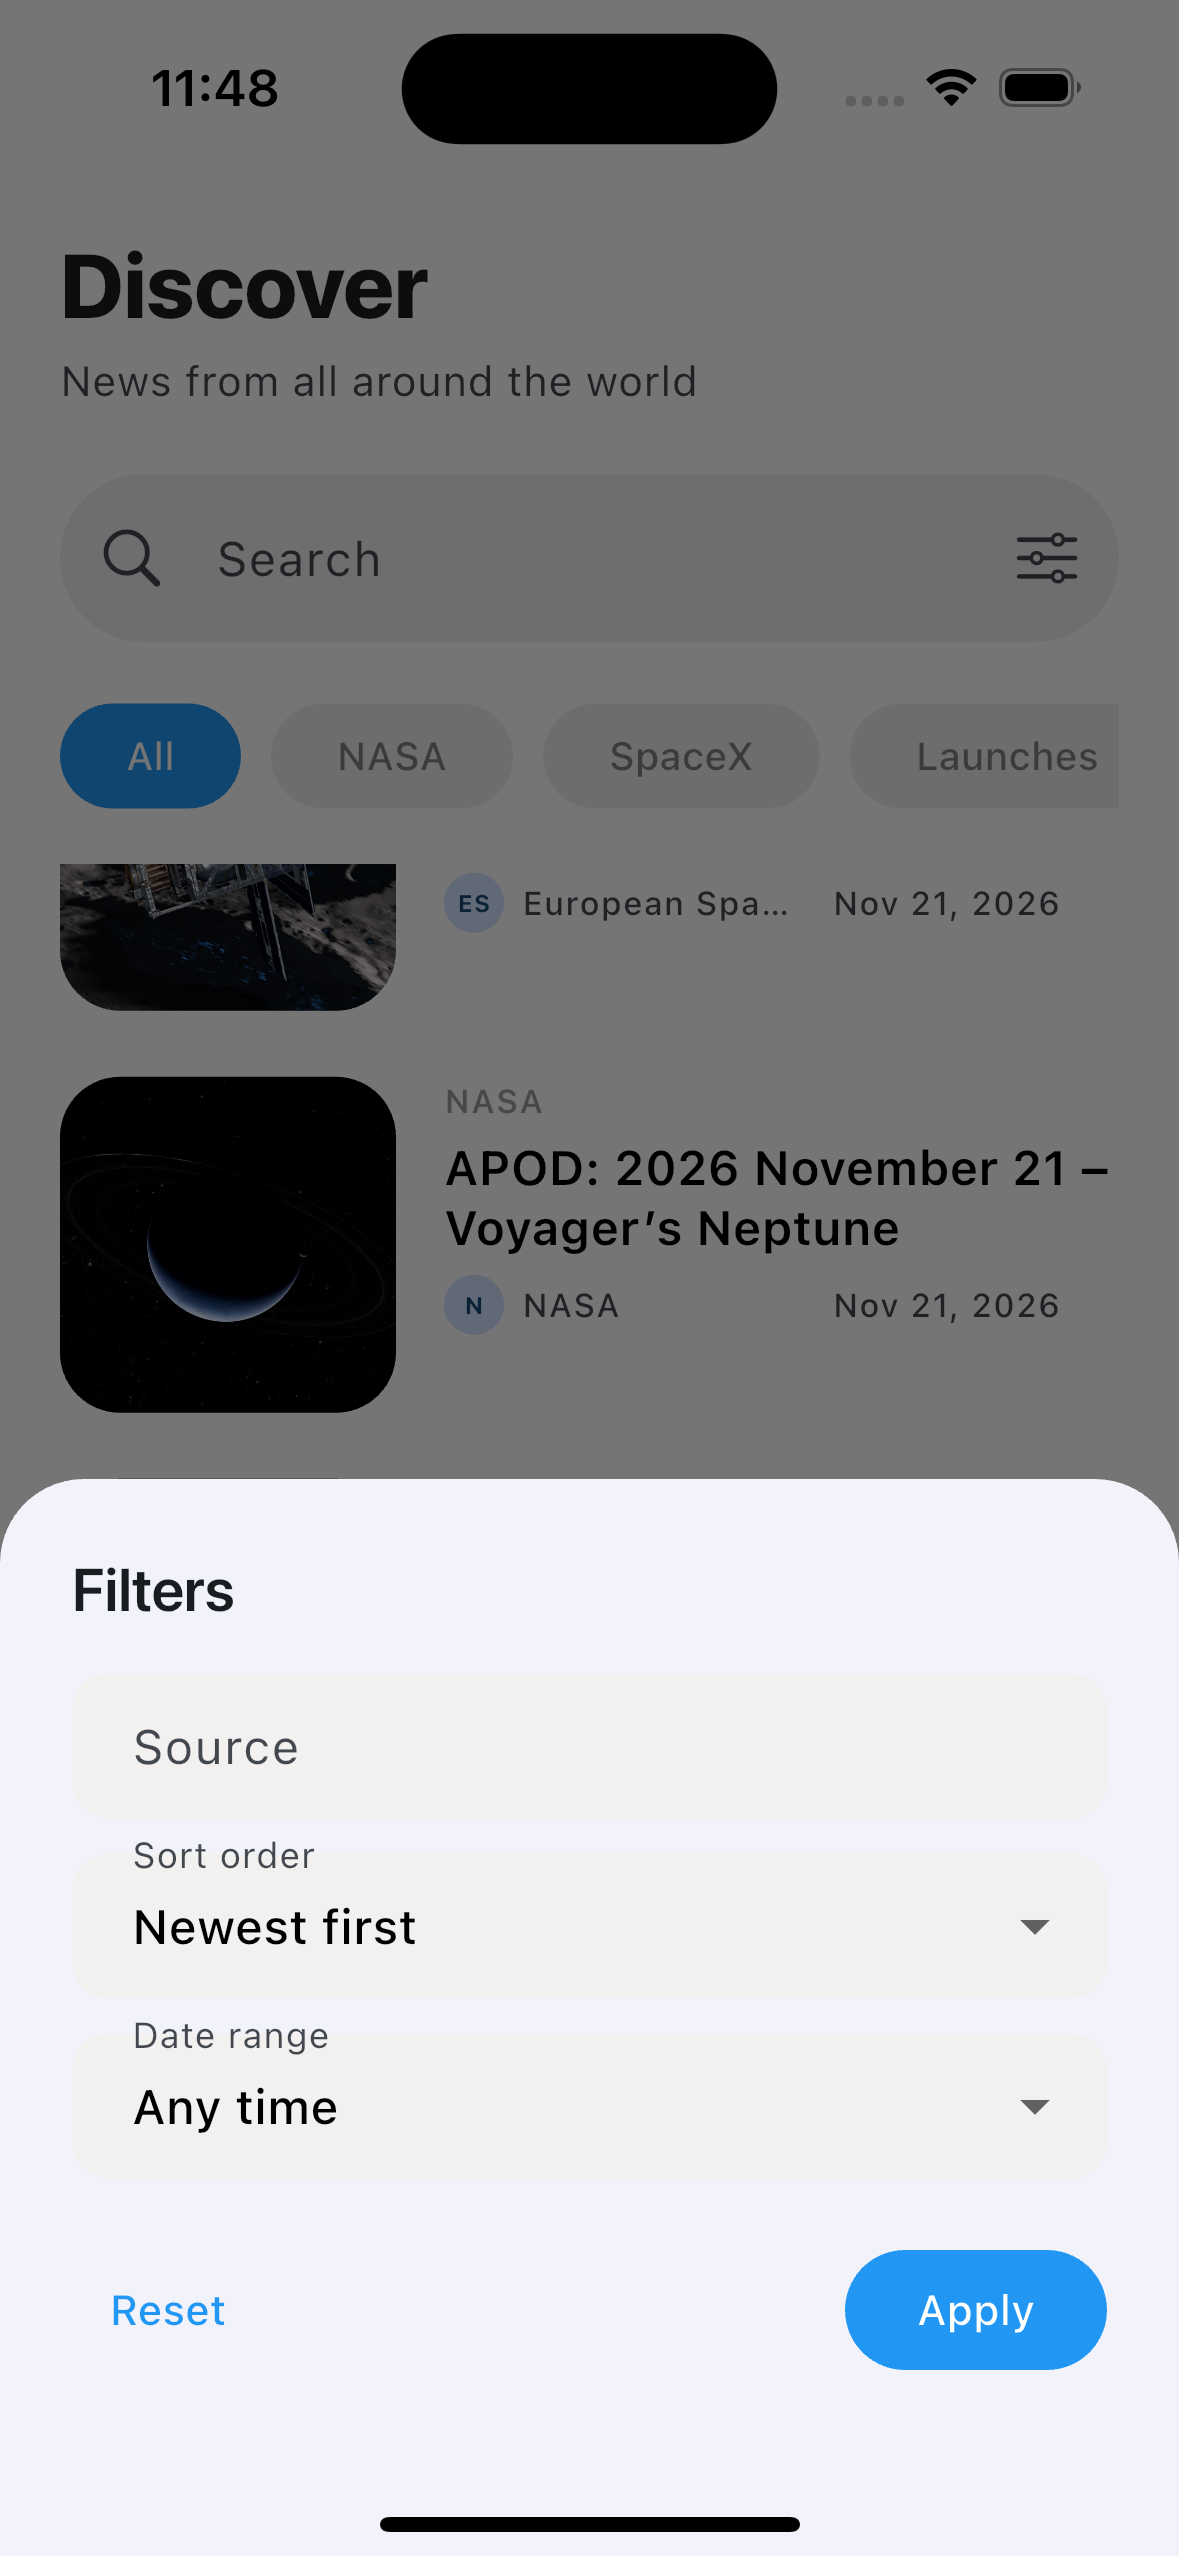 11:48
Discover
News from all around the world
Search
All
NASA
SpaceX
Launches
ES
European Spa...
Nov 21, 2026
NASA
APOD: 2026 November 21 –
Voyager’s Neptune
N
NASA
Nov 21, 2026
Filters
Source
Sort order
Newest first
Date range
Any time
Reset
Apply